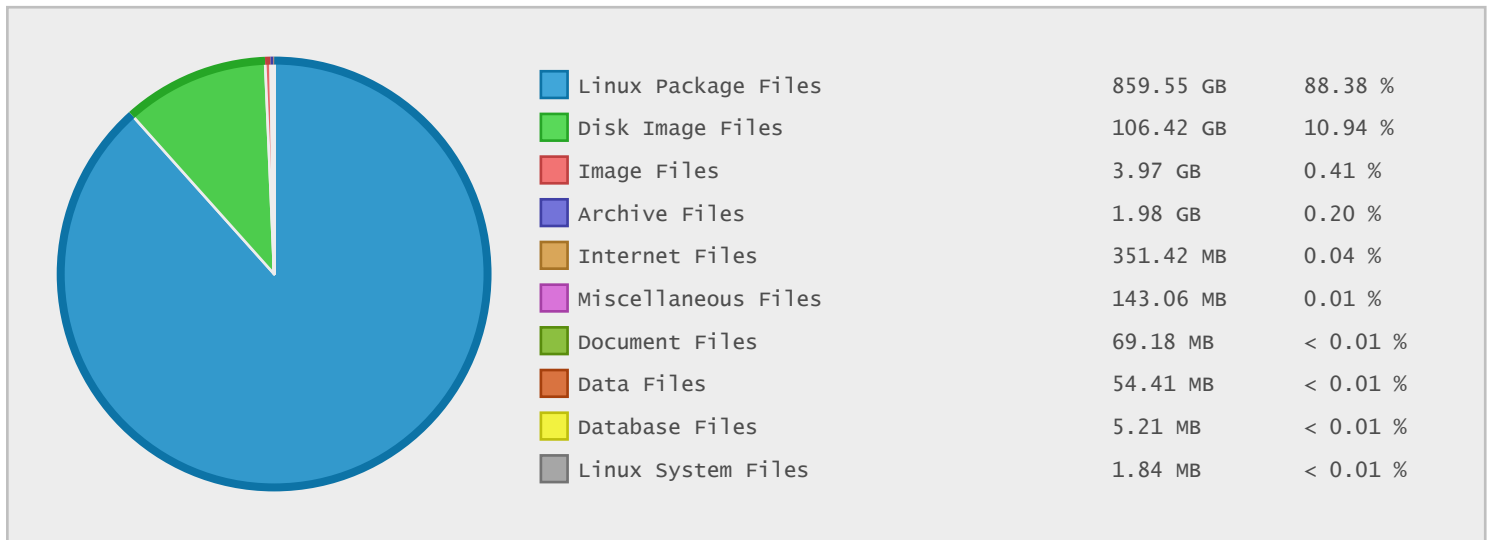 Linux Package Files 859.55 GB 88.38 %
Disk Image Files 106.42 GB 10.94 %
Image Files 3.97 GB 0.41 %
Archive Files 1.98 GB 0.20 %
Internet Files 351.42 MB 0.04 %
Miscellaneous Files 143.06 MB 0.01 %
Document Files 69.18 MB < 0.01 %
Data Files 54.41 MB < 0.01 %
Database Files 5.21 MB < 0.01 %
Linux System Files 1.84 MB < 0.01 %